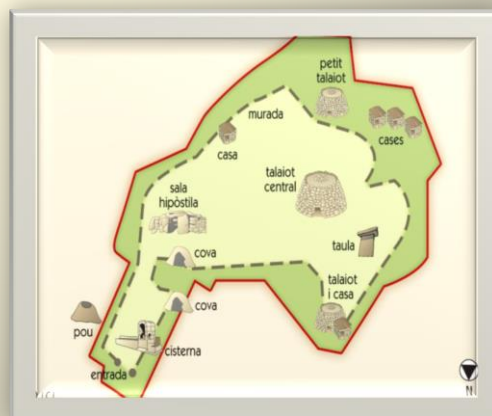 petit
talaiot
murada
cases
casa
talaiot
central
sala
hipòstila
taula
cova
talaiot
i casa
cova
pou
cisterna
entrada
N